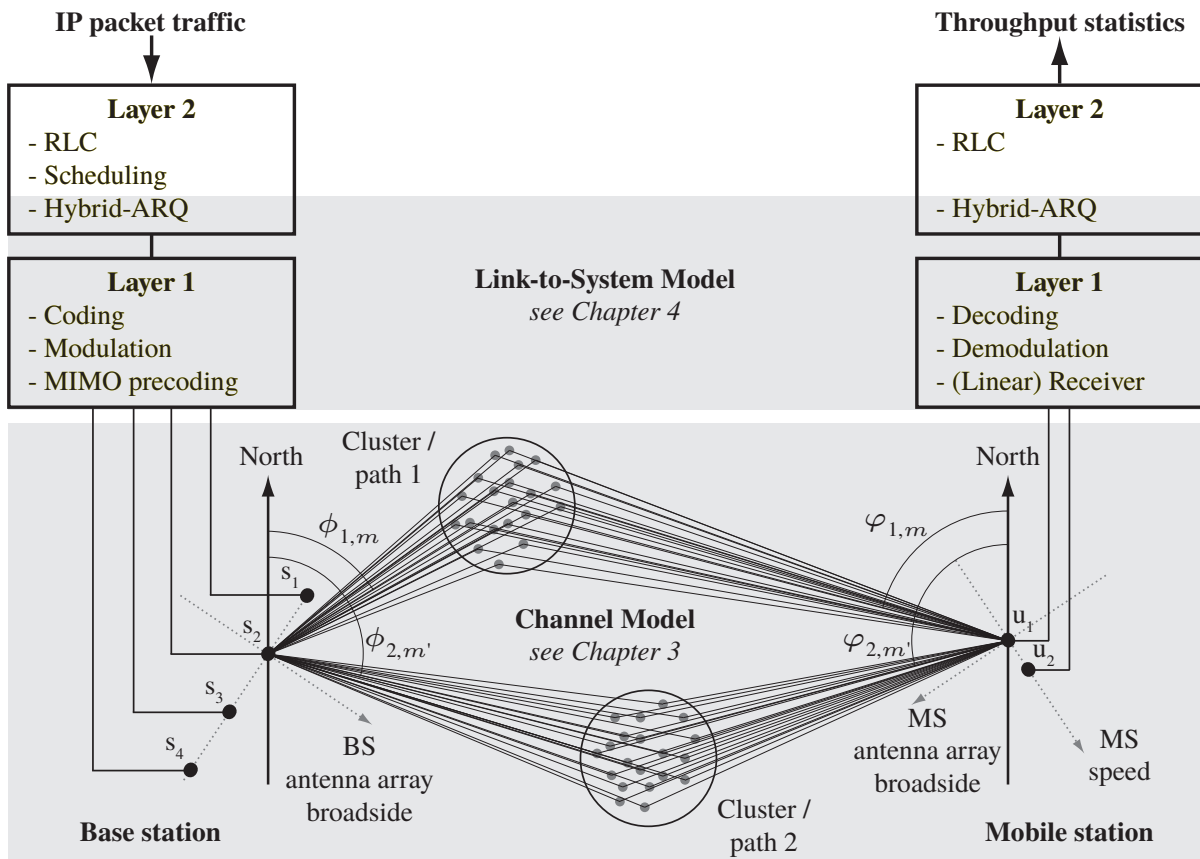 IP packet traffic
Throughput statistics
Layer 2
- RLC
- Scheduling
- Hybrid-ARQ
Layer 2
- RLC
- Hybrid-ARQ
Layer 1
- Coding
- Modulation
- MIMO precoding
Link-to-System Model
see Chapter 4
Layer 1
- Decoding
- Demodulation
- (Linear) Receiver
North
Cluster /
path 1
North
ϕ1,m
φ1,m
s1
s2
s3
s4
ϕ2,m'
Channel Model
see Chapter 3
φ2,m'
u1
u2
BS
antenna array
broadside
MS
antenna array
broadside
MS
speed
Cluster /
path 2
Base station
Mobile station